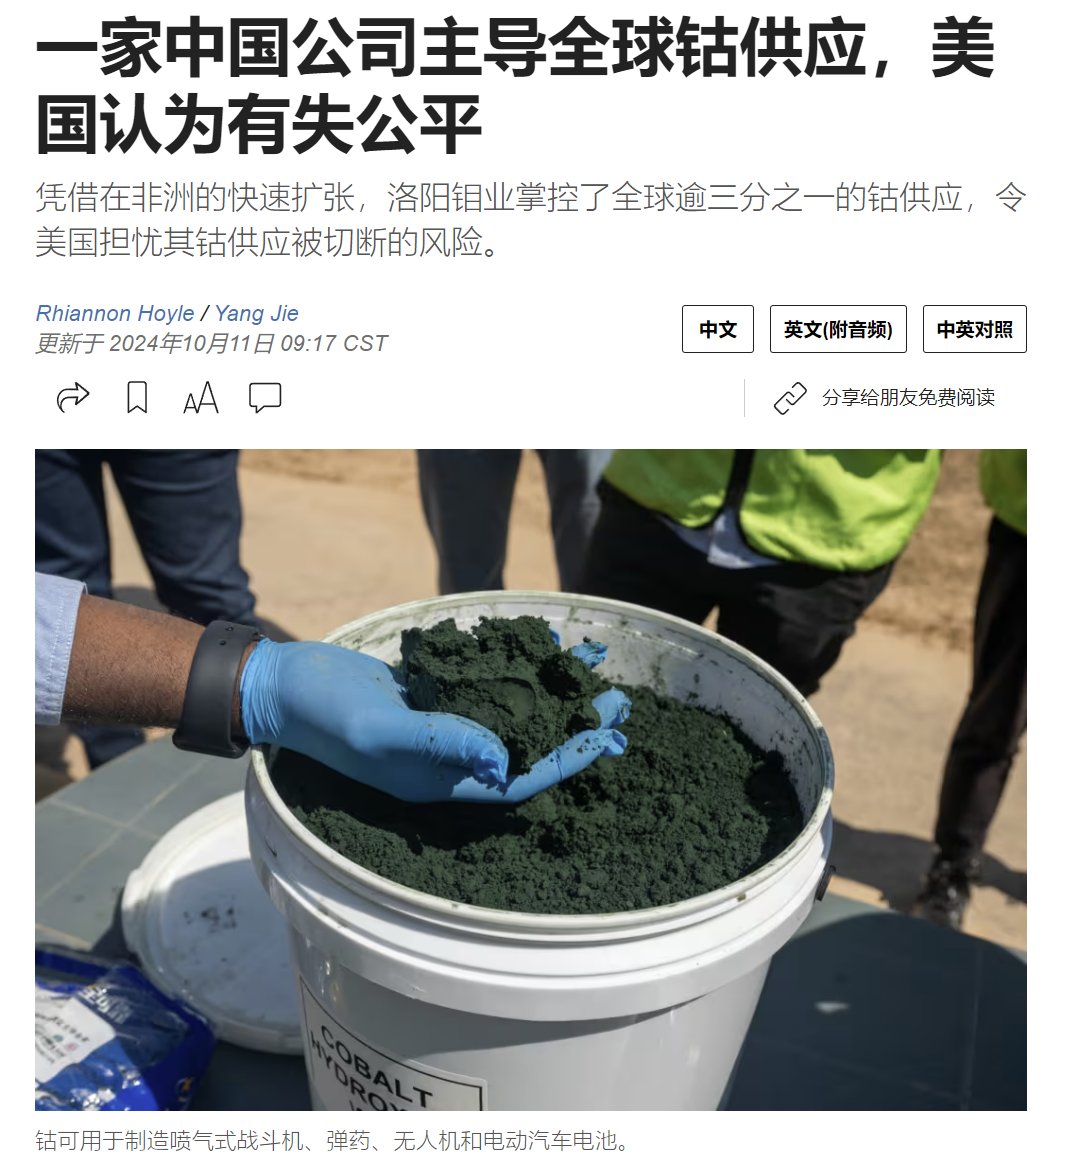 一家中国公司主导全球钴供应，美
国认为有失公平
凭借在非洲的快速扩张，洛阳钼业掌控了全球逾三分之一的钴供应，令
美国担忧其钴供应被切断的风险。
Rhiannon Hoyle / Yang Jie
更新于 2024年10月11日 09:17 CST
中文
英文(附音频)
中英对照
AA
分享给朋友免费阅读
COBALT
钴可用于制造喷气式战斗机、弹药、无人机和电动汽车电池。